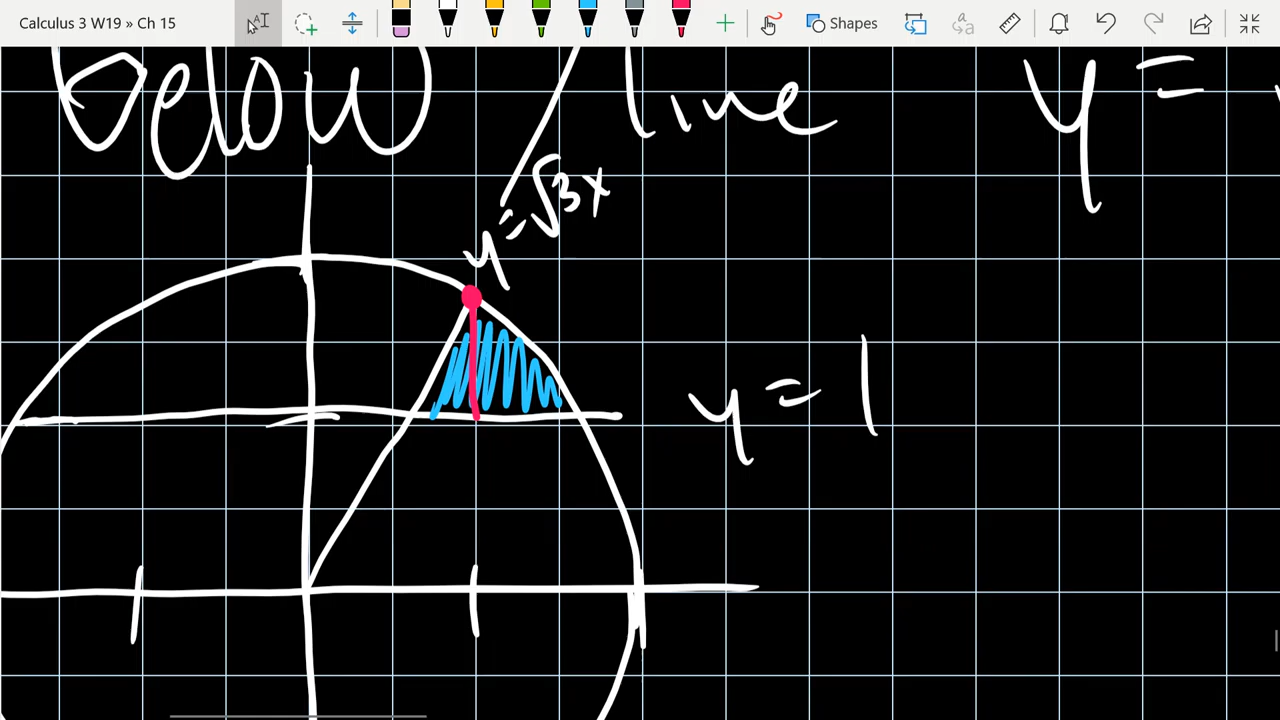 Calculus 3 W19 » Ch 15
Shapes
below line y =
y = √3x
y = 1